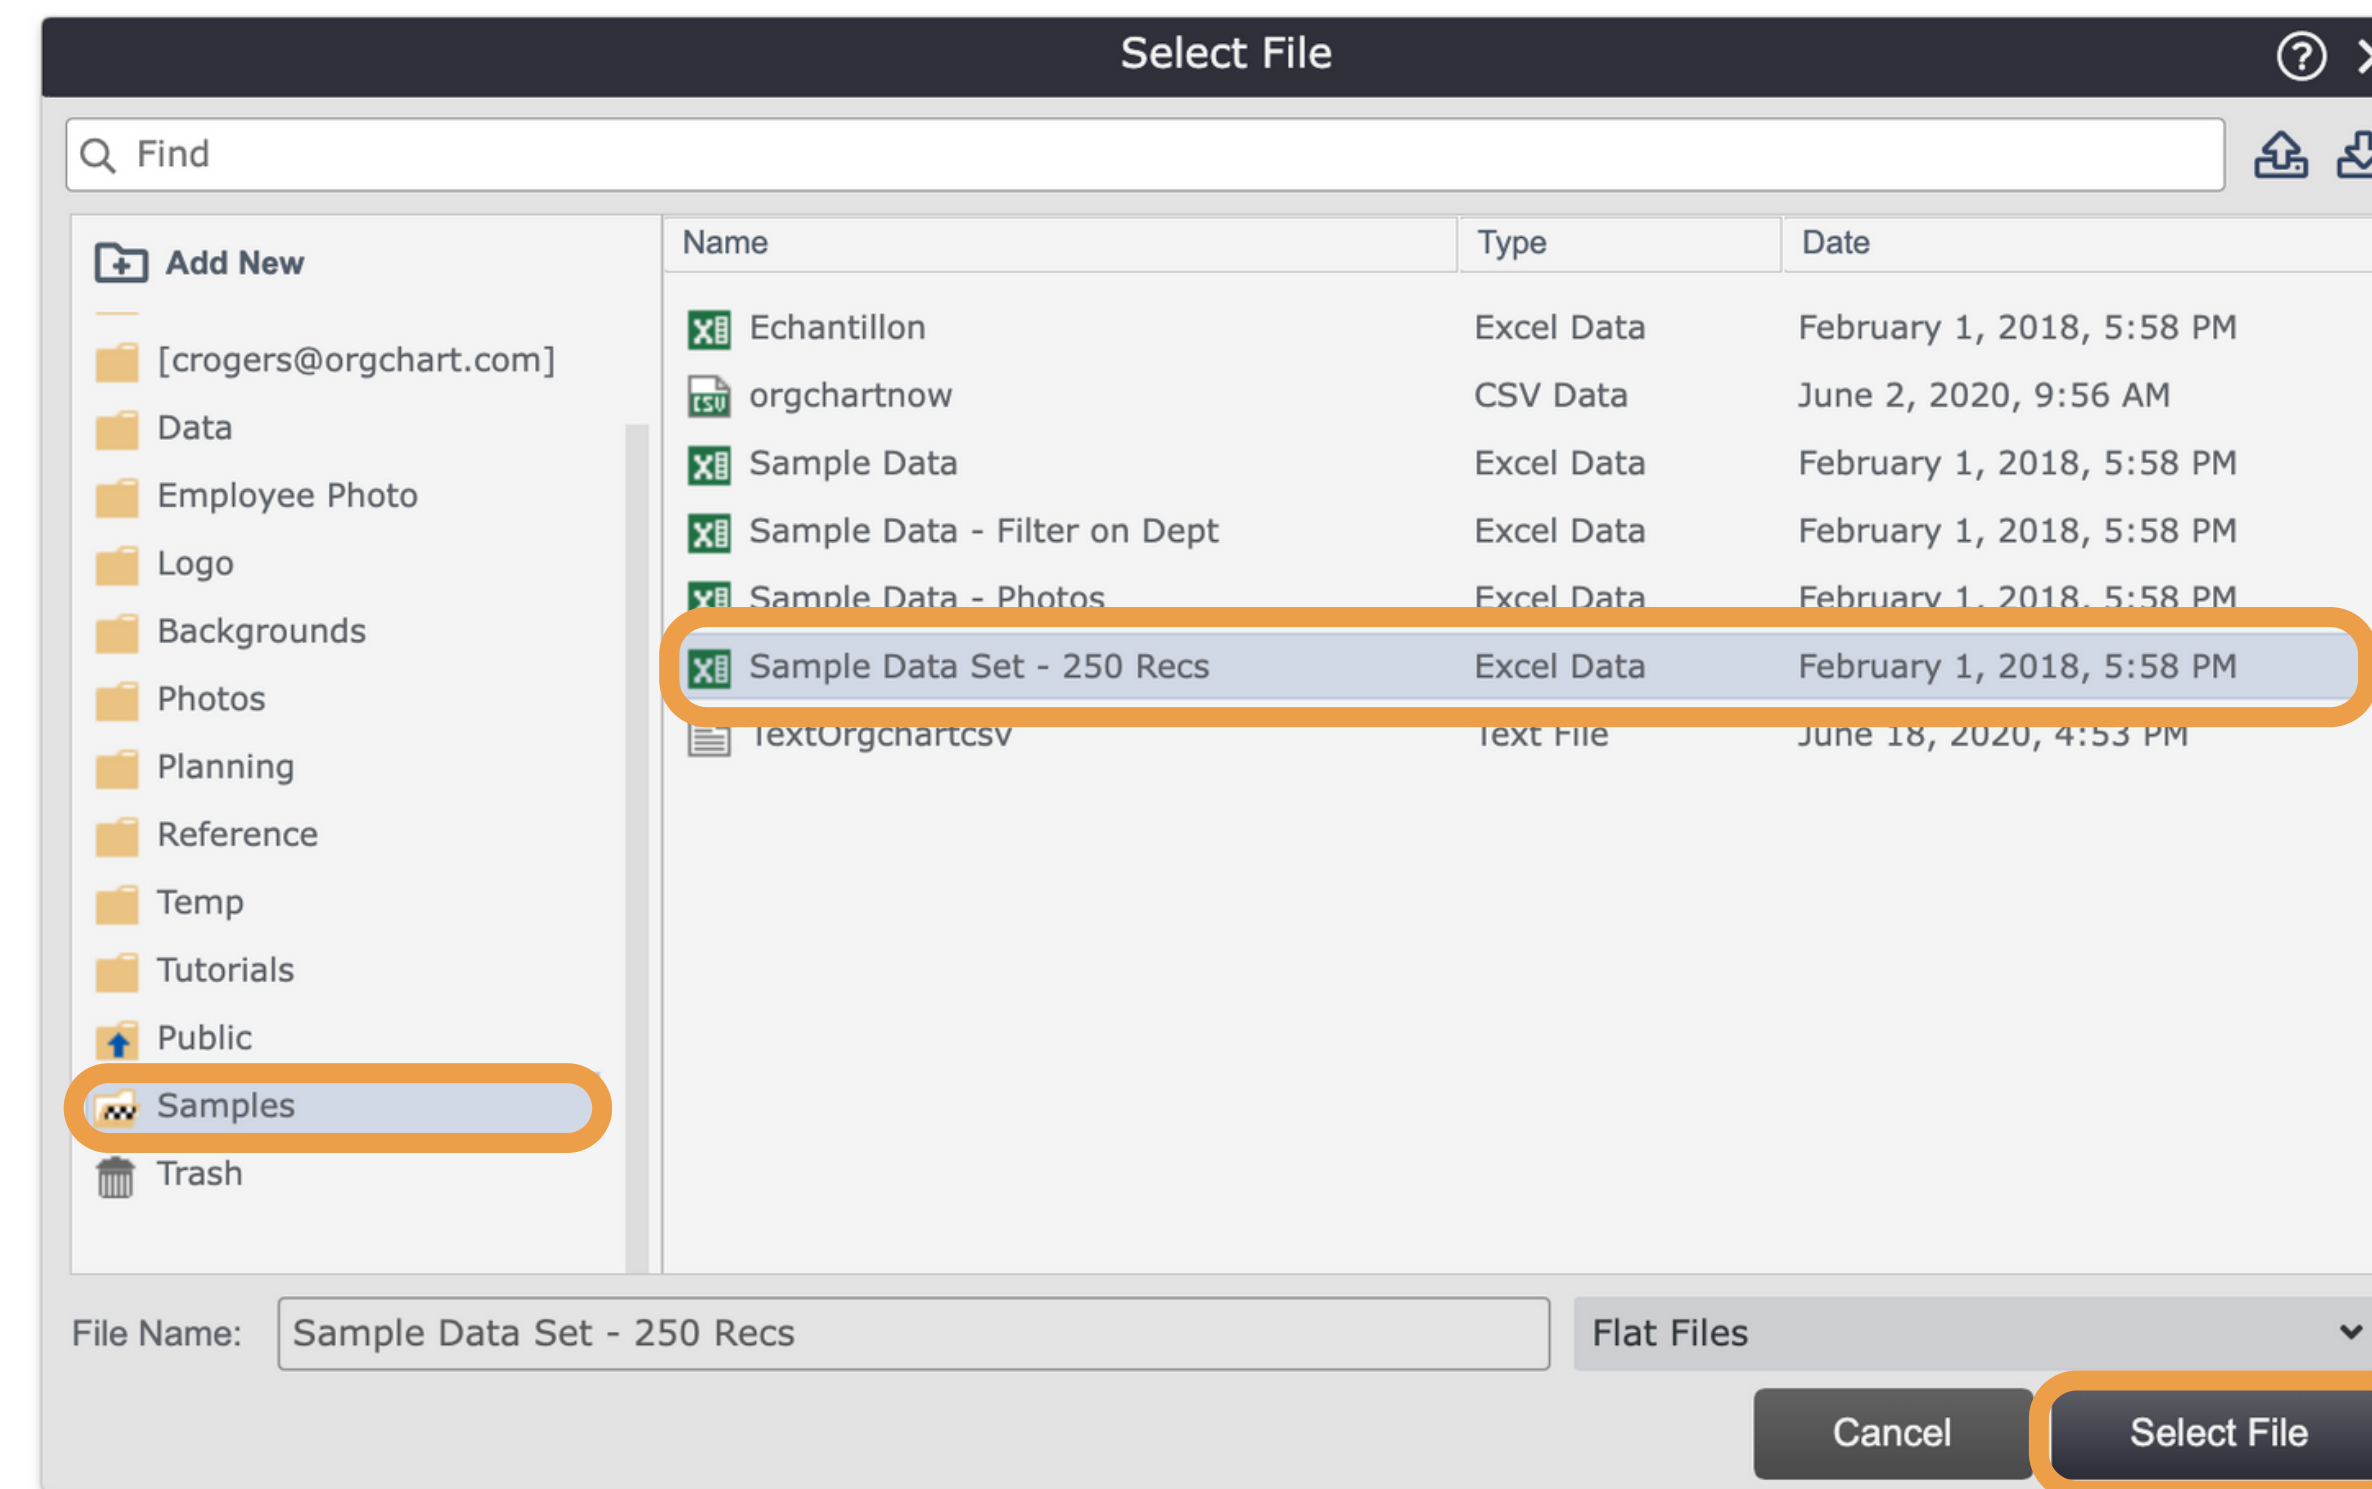 Select File
Find
Add New
[crogers@orgchart.com]
Data
Employee Photo
Logo
Backgrounds
Photos
Planning
Reference
Temp
Tutorials
Public
Samples
Trash
Name Type Date
Echantillon Excel Data February 1, 2018, 5:58 PM
orgchartnow CSV Data June 2, 2020, 9:56 AM
Sample Data Excel Data February 1, 2018, 5:58 PM
Sample Data - Filter on Dept Excel Data February 1, 2018, 5:58 PM
Sample Data - Photos Excel Data February 1, 2018, 5:58 PM
Sample Data Set - 250 Recs Excel Data February 1, 2018, 5:58 PM
TextOrgchartcsv Text File June 18, 2020, 4:53 PM
File Name: Sample Data Set - 250 Recs Flat Files
Cancel Select File